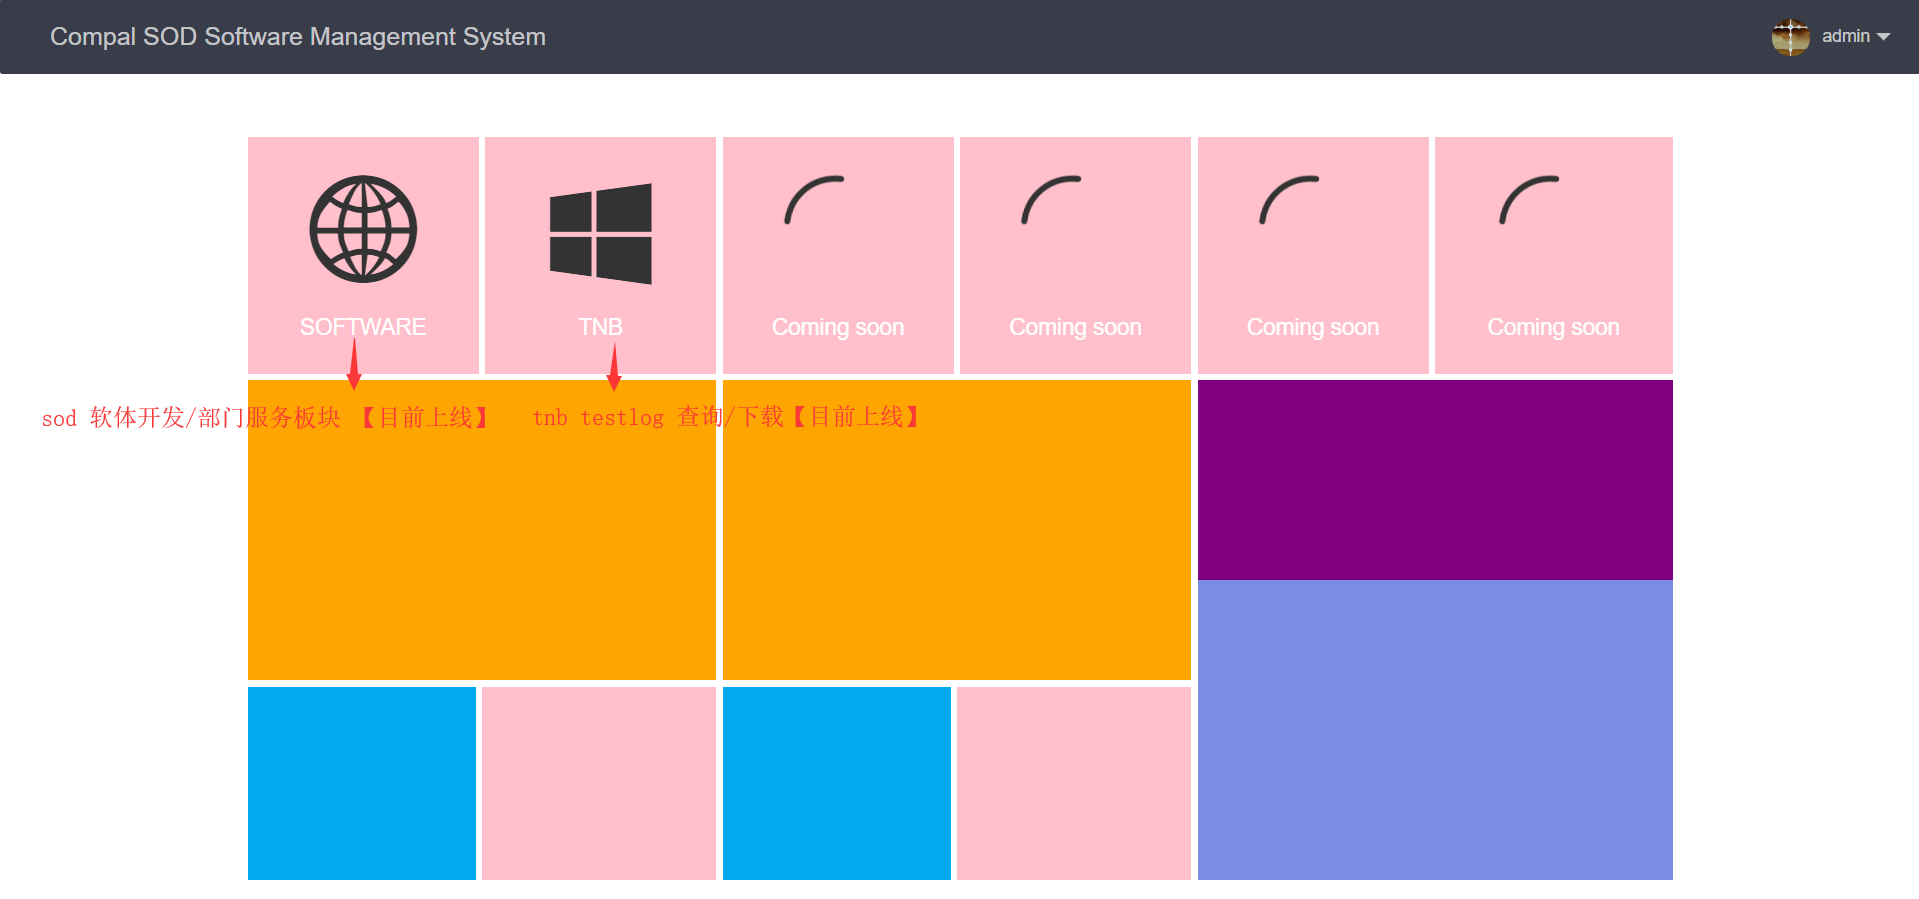 Compal SOD Software Management System
admin
SOFTWARE
TNB
Coming soon
Coming soon
Coming soon
Coming soon
sod 软体开发/部门服务板块 【目前上线】
tnb testlog 查询/下载【目前上线】